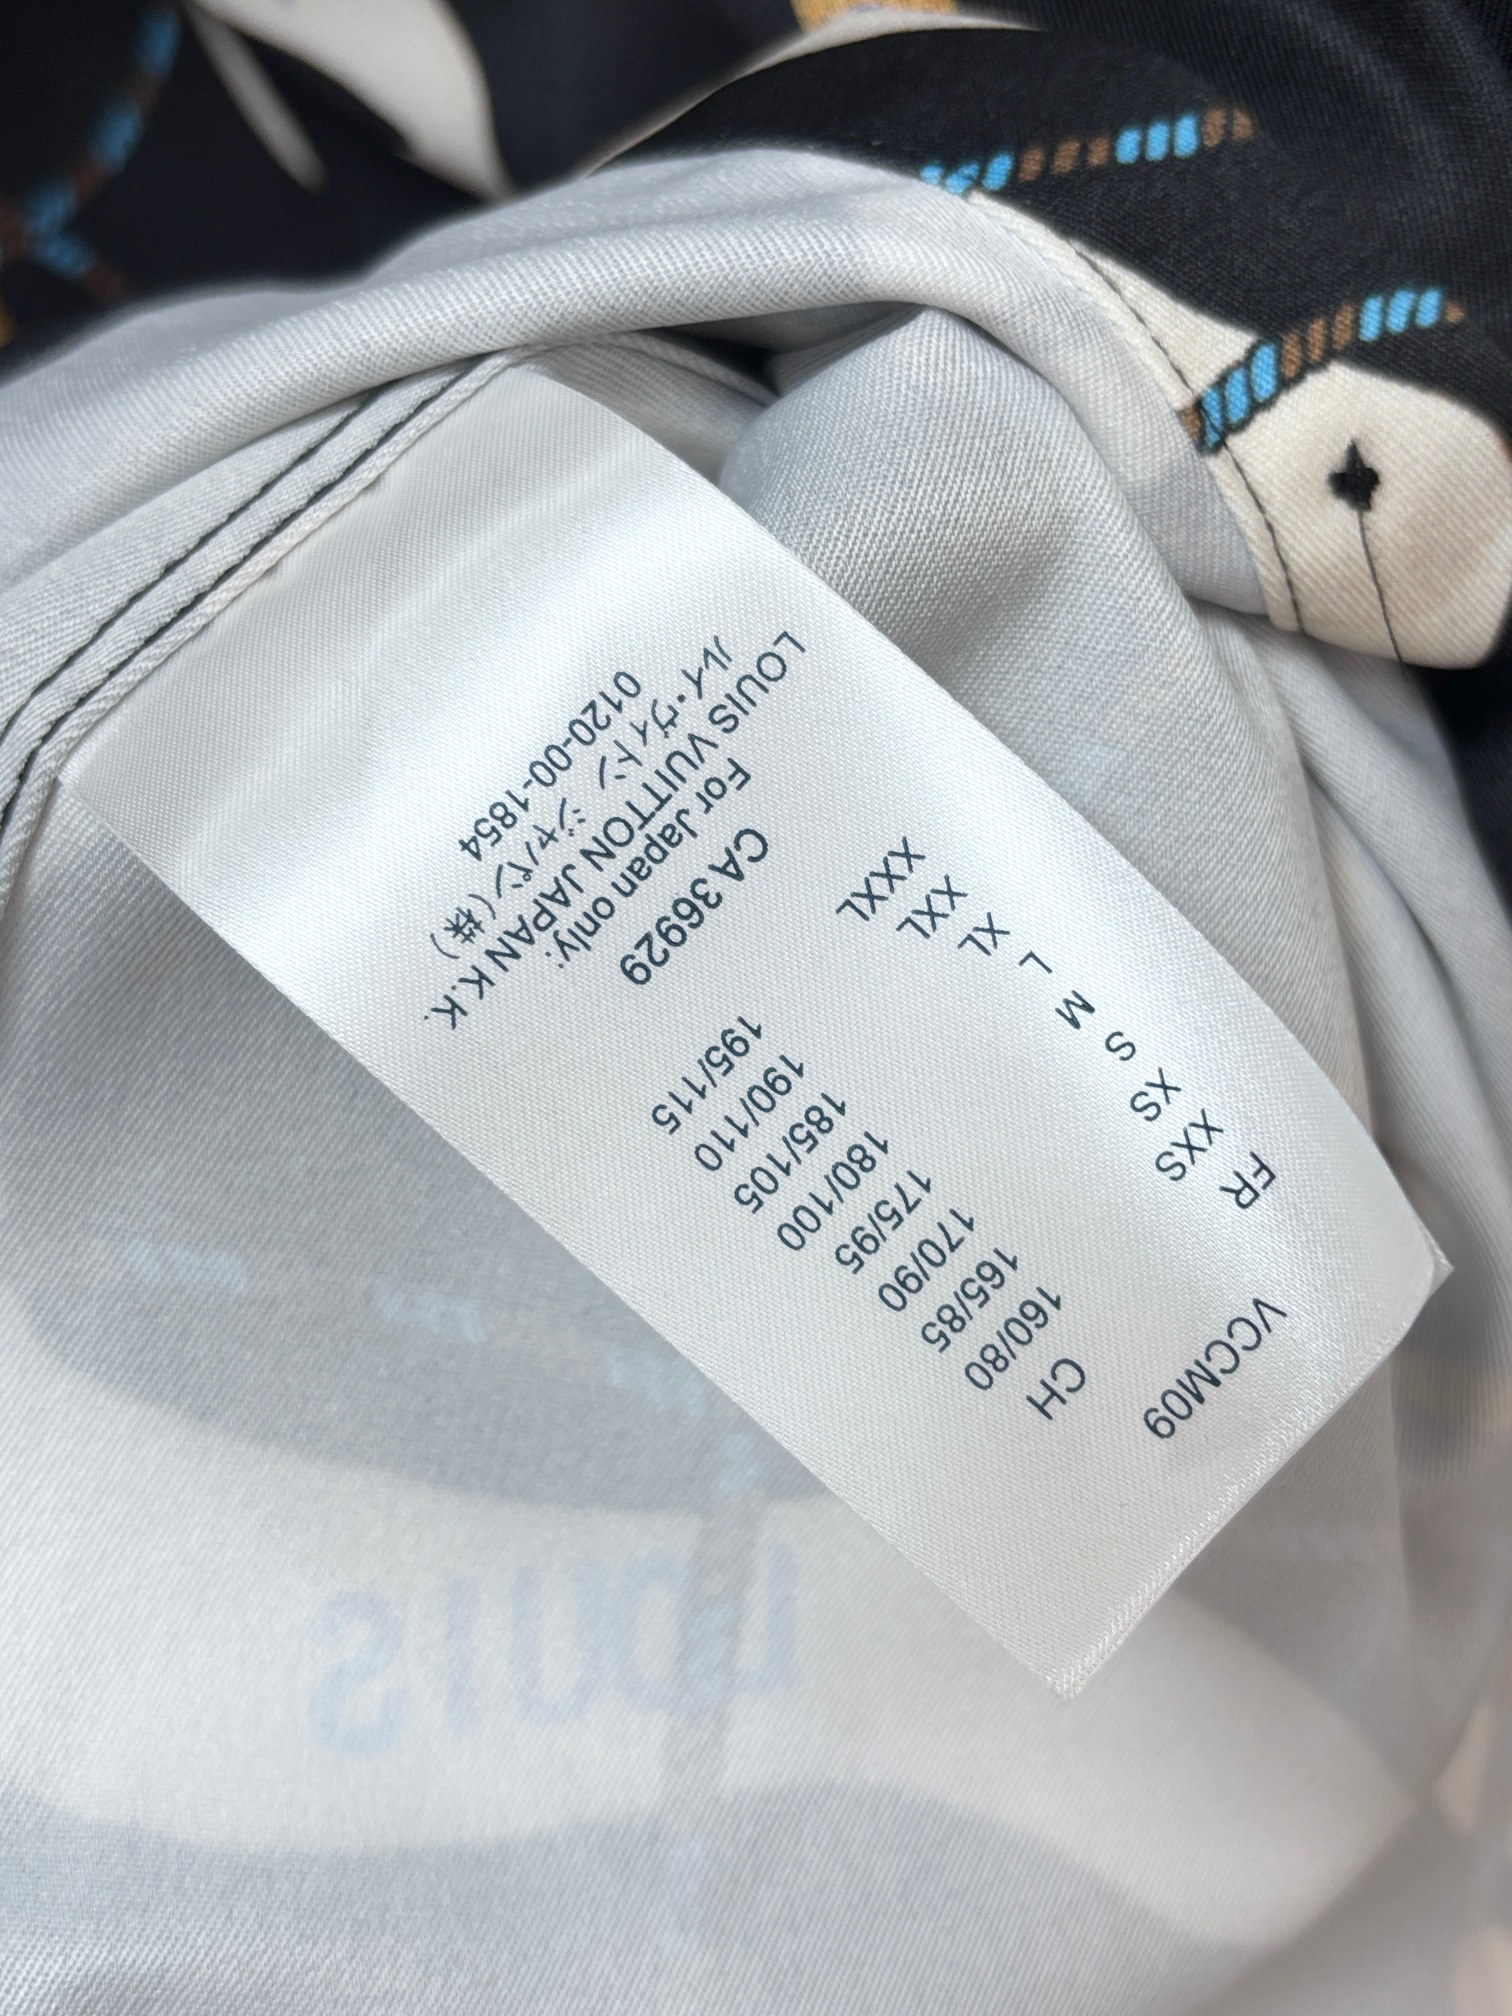 VCCM09
FR CH
XXS 160/80
XS 165/85
S 170/90
M 175/95
L 180/100
XL 185/105
XXL 190/110
XXXL 195/115
CA 36929
For Japan only:
LOUIS VUITTON JAPAN K.K.
ルイ・ヴィトン ジャパン(株)
0120-00-1854
Louis